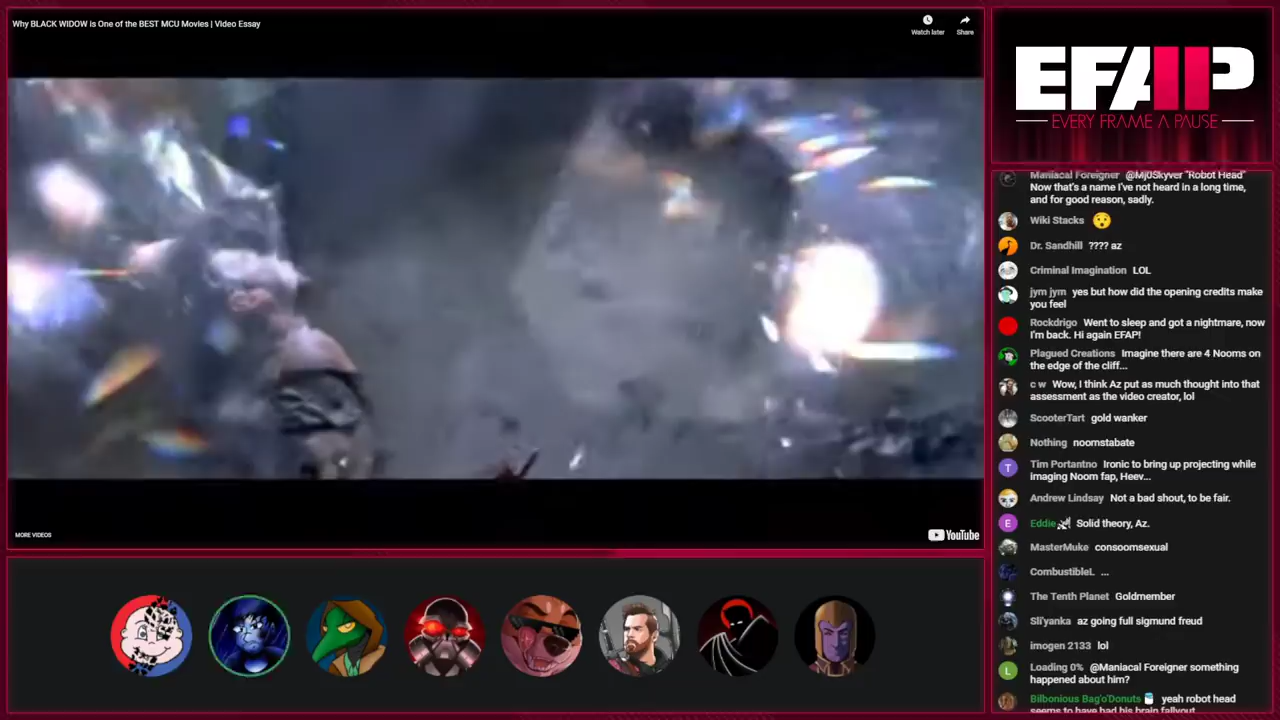 Why BLACK WIDOW is One of the BEST MCU Movies | Video Essay
Watch later
Share
MORE VIDEOS
YouTube
EFAP
EVERY FRAME A PAUSE
Maniacal Foreigner @Mj0Skyver "Robot Head"
Now that's a name I've not heard in a long time,
and for good reason, sadly.
Wiki Stacks
Dr. Sandhill ???? az
Criminal Imagination LOL
jym jym yes but how did the opening credits make
you feel
Rockdrigo Went to sleep and got a nightmare, now
I'm back. Hi again EFAP!
Plagued Creations Imagine there are 4 Nooms on
the edge of the cliff...
c w Wow, I think Az put as much thought into that
assessment as the video creator, lol
ScooterTart gold wanker
Nothing noomstabate
T
Tim Portantno Ironic to bring up projecting while
imaging Noom fap, Heev...
Andrew Lindsay Not a bad shout, to be fair.
E
Eddie Solid theory, Az.
MasterMuke consoomsexual
CombustibleL ...
The Tenth Planet Goldmember
Sli'yanka az going full sigmund freud
imogen 2133 lol
L
Loading 0% @Maniacal Foreigner something
happened about him?
Bilbonious Bag'o'Donuts yeah robot head
seems to have had his brain fallout